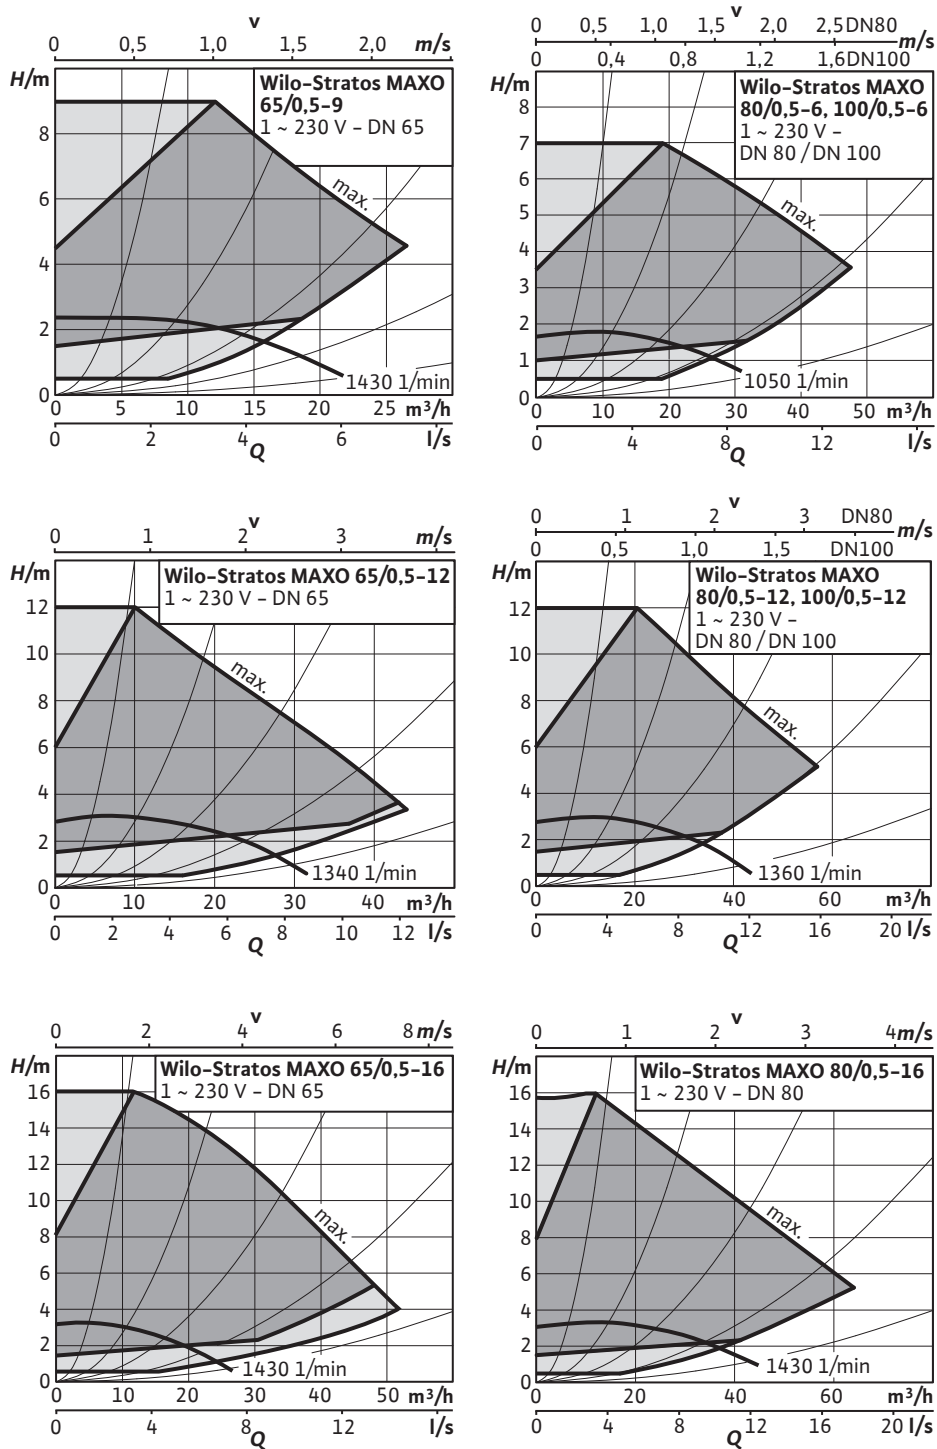 v
0 0,5 1,0 1,5 2,0 m/s
H/m
Wilo-Stratos MAXO
65/0,5-9
1 ~ 230 V - DN 65
8
6
4
2
0
max.
1430 1/min
0 5 10 15 20 25 m³/h
0 2 4 6 l/s
Q
v
0 0,5 1,0 1,5 2,0 2,5 DN80
m/s
0 0,4 0,8 1,2 1,6 DN100
H/m
Wilo-Stratos MAXO
80/0,5-6, 100/0,5-6
1 ~ 230 V -
DN 80 / DN 100
8
7
6
5
4
3
2
1
0
max.
1050 1/min
0 10 20 30 40 50 m³/h
0 4 8 12 l/s
Q
v
0 1 2 3 m/s
H/m
Wilo-Stratos MAXO 65/0,5-12
1 ~ 230 V - DN 65
12
10
8
6
4
2
0
max.
1340 1/min
0 10 20 30 40 m³/h
0 2 4 6 8 10 12 l/s
Q
v
0 1 2 3 DN80
m/s
0 0,5 1,0 1,5 DN100
H/m
Wilo-Stratos MAXO
80/0,5-12, 100/0,5-12
1 ~ 230 V -
DN 80 / DN 100
12
10
8
6
4
2
0
max.
1360 1/min
0 20 40 60 m³/h
0 4 8 12 16 20 l/s
Q
v
0 2 4 6 8 m/s
H/m
Wilo-Stratos MAXO 65/0,5-16
1 ~ 230 V - DN 65
16
14
12
10
8
6
4
2
0
max.
1430 1/min
0 10 20 30 40 50 m³/h
0 4 8 12 l/s
Q
v
0 1 2 3 4 m/s
H/m
Wilo-Stratos MAXO 80/0,5-16
1 ~ 230 V - DN 80
16
14
12
10
8
6
4
2
0
max.
1430 1/min
0 20 40 60 m³/h
0 4 8 12 16 20 l/s
Q